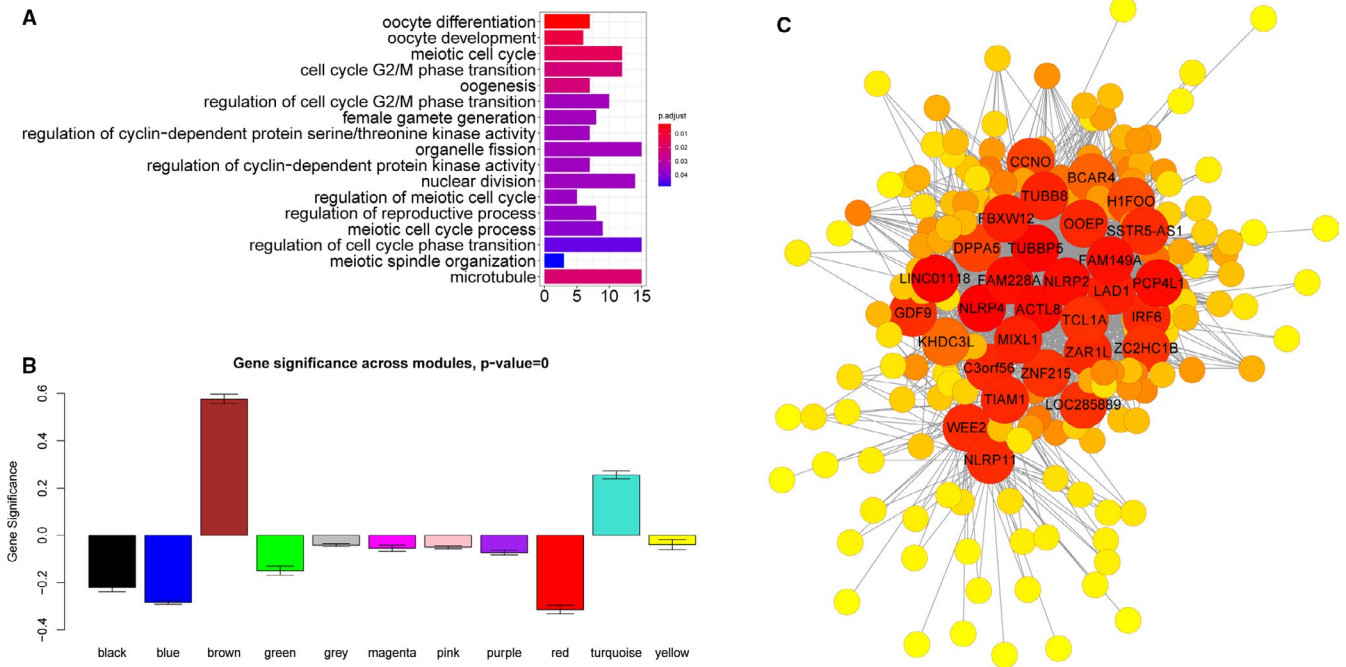 A
oocyte differentiation
oocyte development
meiotic cell cycle
cell cycle G2/M phase transition
oogenesis
regulation of cell cycle G2/M phase transition
female gamete generation
regulation of cyclin−dependent protein serine/threonine kinase activity
organelle fission
regulation of cyclin−dependent protein kinase activity
nuclear division
regulation of meiotic cell cycle
regulation of reproductive process
meiotic cell cycle process
regulation of cell cycle phase transition
meiotic spindle organization
microtubule
0 5 10 15
p.adjust
0.01
0.02
0.03
0.04
B
Gene significance across modules, p−value=0
Gene Significance
0.6
0.4
0.2
0.0
−0.2
−0.4
black blue brown green grey magenta pink purple red turquoise yellow
C
CCNO
BCAR4
TUBB8
H1FOO
FBXW12
OOEP
SSTR5-AS1
DPPA5
TUBBP5
FAM149A
LINC01118
FAM228A
NLRP2
LAD1
PCP4L1
GDF9
NLRP4
ACTL8
TCL1A
IRF6
KHDC3L
MIXL1
ZAR1L
ZC2HC1B
C3orf56
ZNF215
TIAM1
LOC285889
WEE2
NLRP11